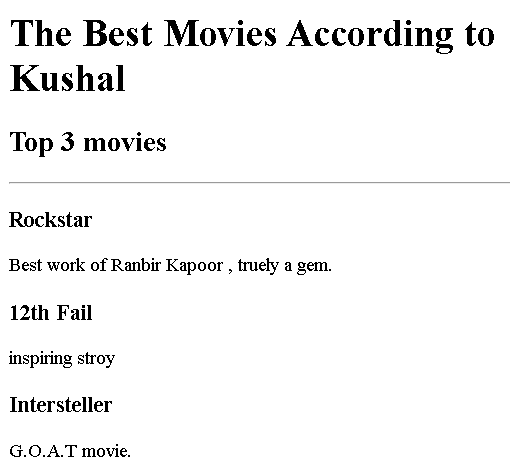 The Best Movies According to
Kushal
Top 3 movies
Rockstar
Best work of Ranbir Kapoor , truely a gem.
12th Fail
inspiring stroy
Intersteller
G.O.A.T movie.